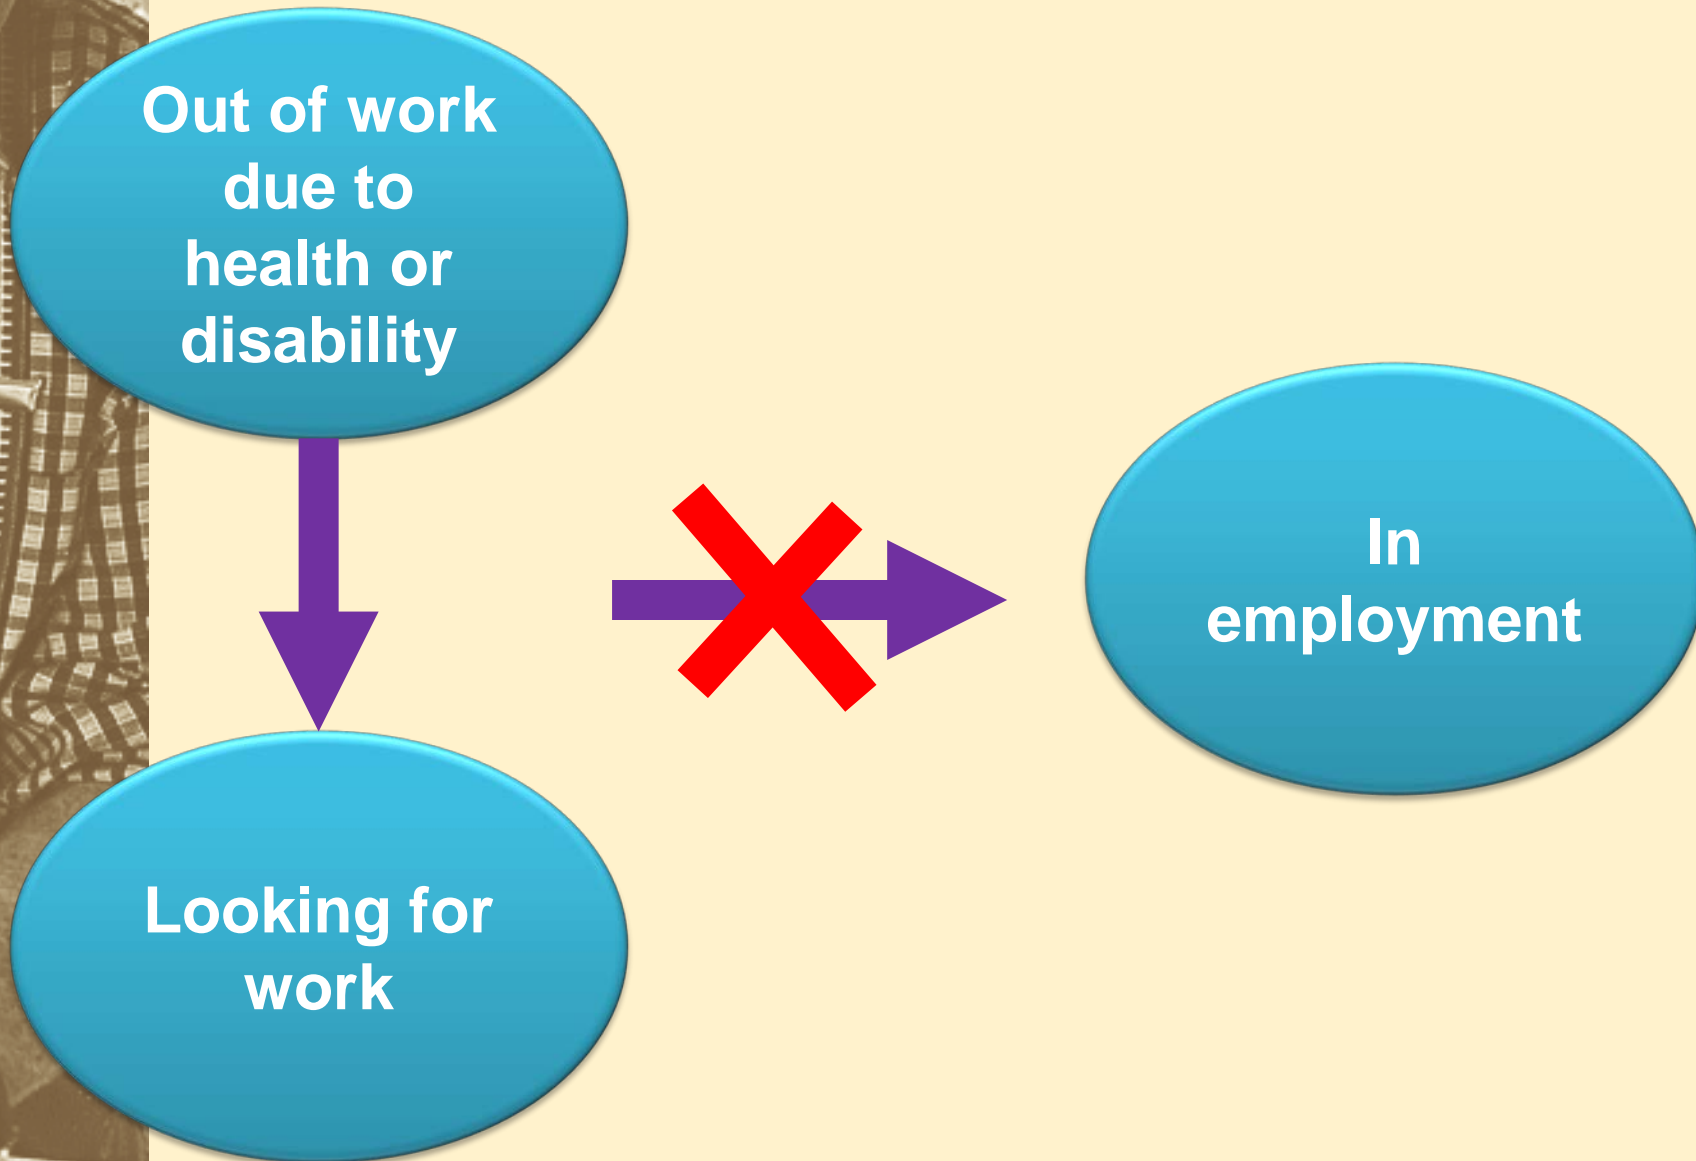 Out of work
due to
health or
disability
In
employment
Looking for
work